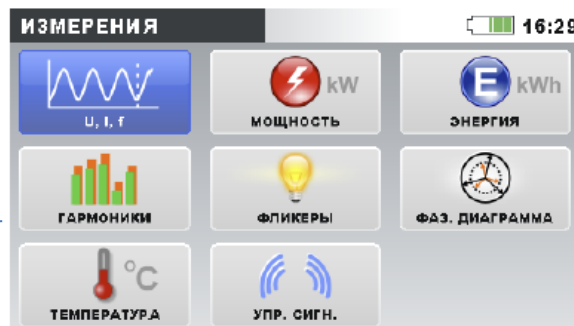 ИЗМЕРЕНИЯ 16:29
U, I, f
kW
МОЩНОСТЬ
E kWh
ЭНЕРГИЯ
ГАРМОНИКИ
ФЛИКЕРЫ
ФАЗ. ДИАГРАММА
°C
ТЕМПЕРАТУРА
УПР. СИГН.